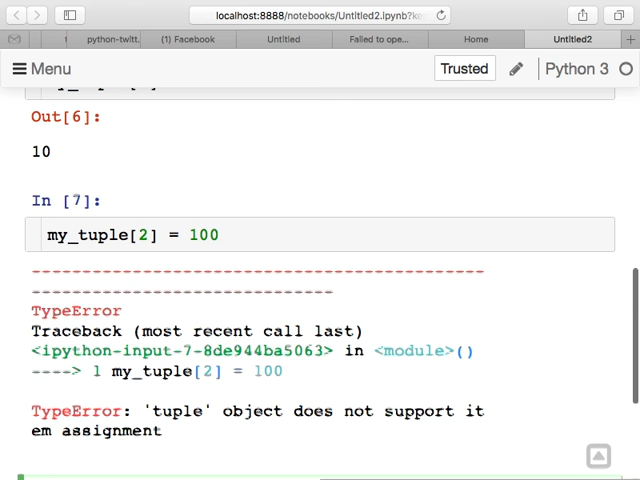 localhost:8888/notebooks/Untitled2.ipynb?ke
python-twitt. (1) Facebook Untitled Failed to ope... Home Untitled2
Menu Trusted Python 3
Out[6]:
10
In [7]:
my_tuple[2] = 100
---------------------------------------------
------------------------------
TypeError
Traceback (most recent call last)
<ipython-input-7-8de944ba5063> in <module>()
----> 1 my_tuple[2] = 100
TypeError: 'tuple' object does not support it
em assignment